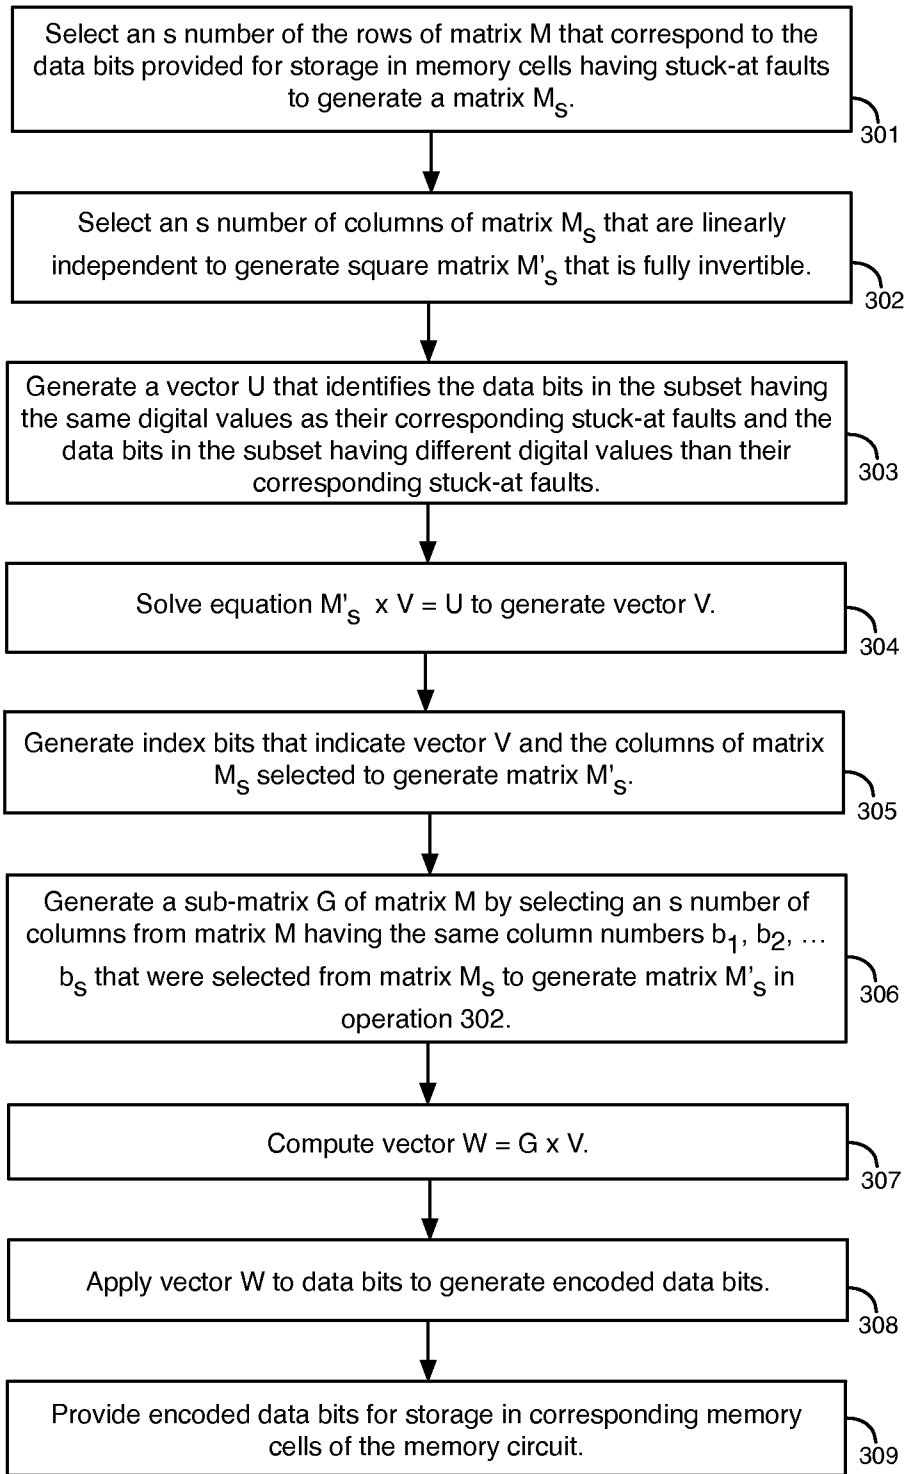 Select an s number of the rows of matrix M that correspond to the
data bits provided for storage in memory cells having stuck-at faults
to generate a matrix Ms.
301
Select an s number of columns of matrix Ms that are linearly
independent to generate square matrix M's that is fully invertible.
302
Generate a vector U that identifies the data bits in the subset having
the same digital values as their corresponding stuck-at faults and the
data bits in the subset having different digital values than their
corresponding stuck-at faults.
303
Solve equation M's x V = U to generate vector V.
304
Generate index bits that indicate vector V and the columns of matrix
Ms selected to generate matrix M's.
305
Generate a sub-matrix G of matrix M by selecting an s number of
columns from matrix M having the same column numbers b1, b2, ...
bs that were selected from matrix Ms to generate matrix M's in
operation 302.
306
Compute vector W = G x V.
307
Apply vector W to data bits to generate encoded data bits.
308
Provide encoded data bits for storage in corresponding memory
cells of the memory circuit.
309